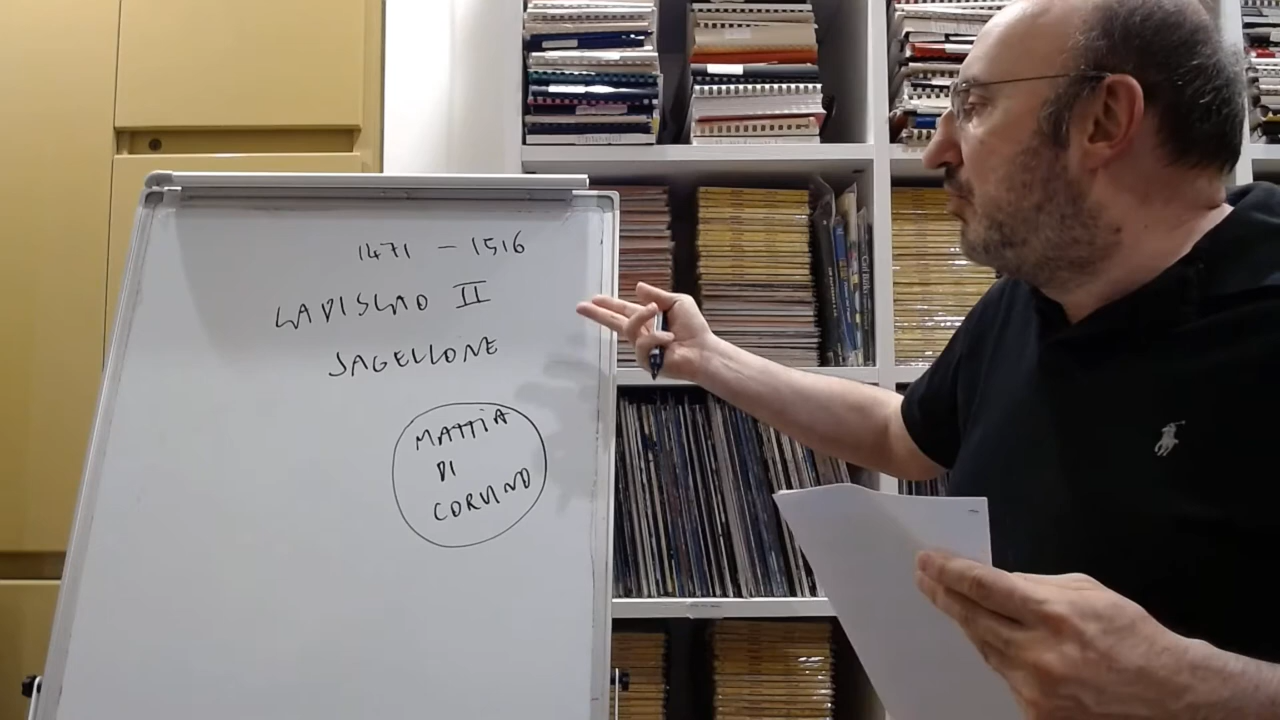 1471 - 1516
LADISLAO II
JAGELLONE
MATTIA
DI
CORVINO